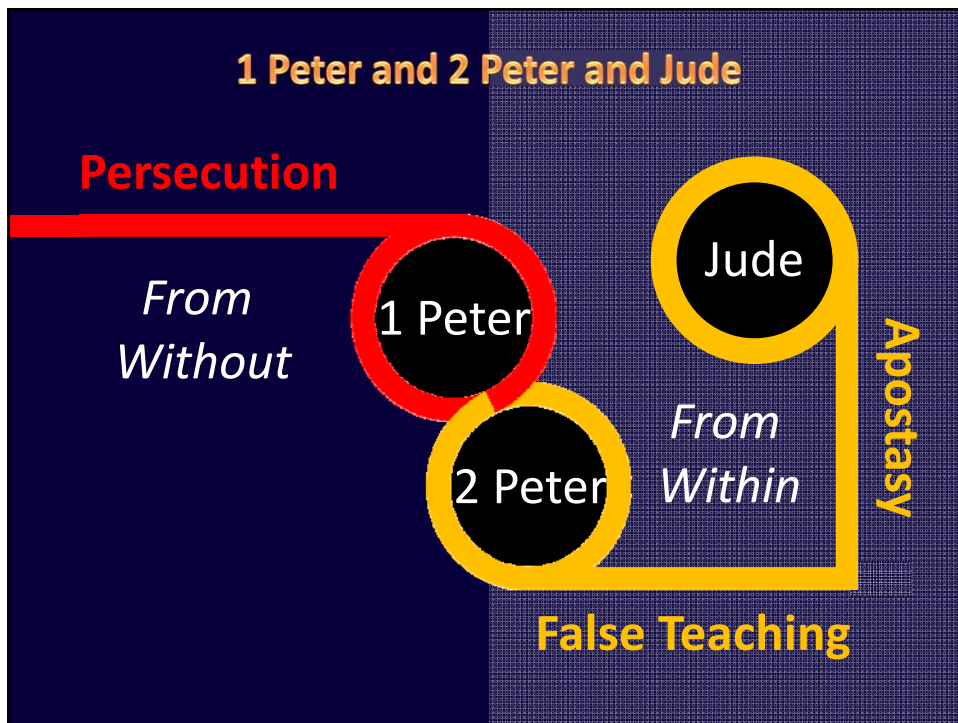 1 Peter and 2 Peter and Jude
Persecution
From
Without
1 Peter
2 Peter
Jude
From
Within
Apostasy
False Teaching